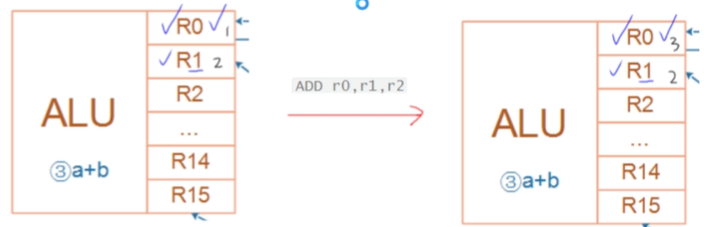 R0 1
R1 2
R2
...
R14
R15
ALU
③a+b
ADD r0,r1,r2
R0 3
R1 2
R2
...
R14
R15
ALU
③a+b